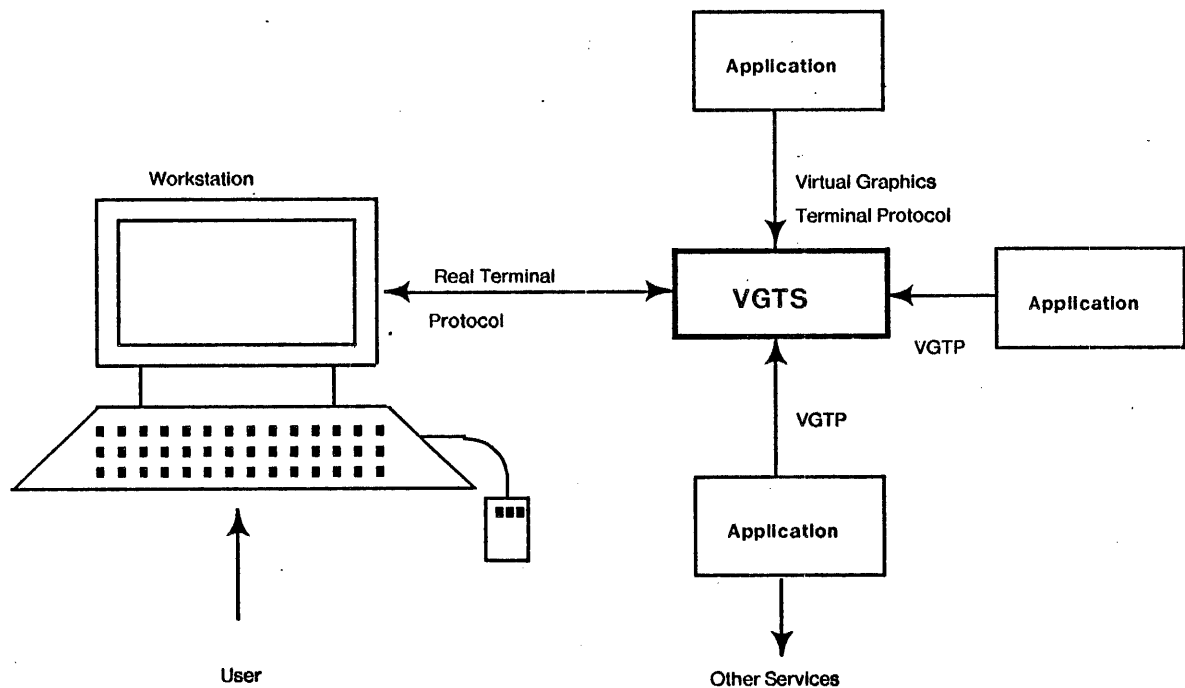 Application
Workstation
Virtual Graphics
Terminal Protocol
Real Terminal
Protocol
VGTS
Application
VGTP
VGTP
Application
User
Other Services